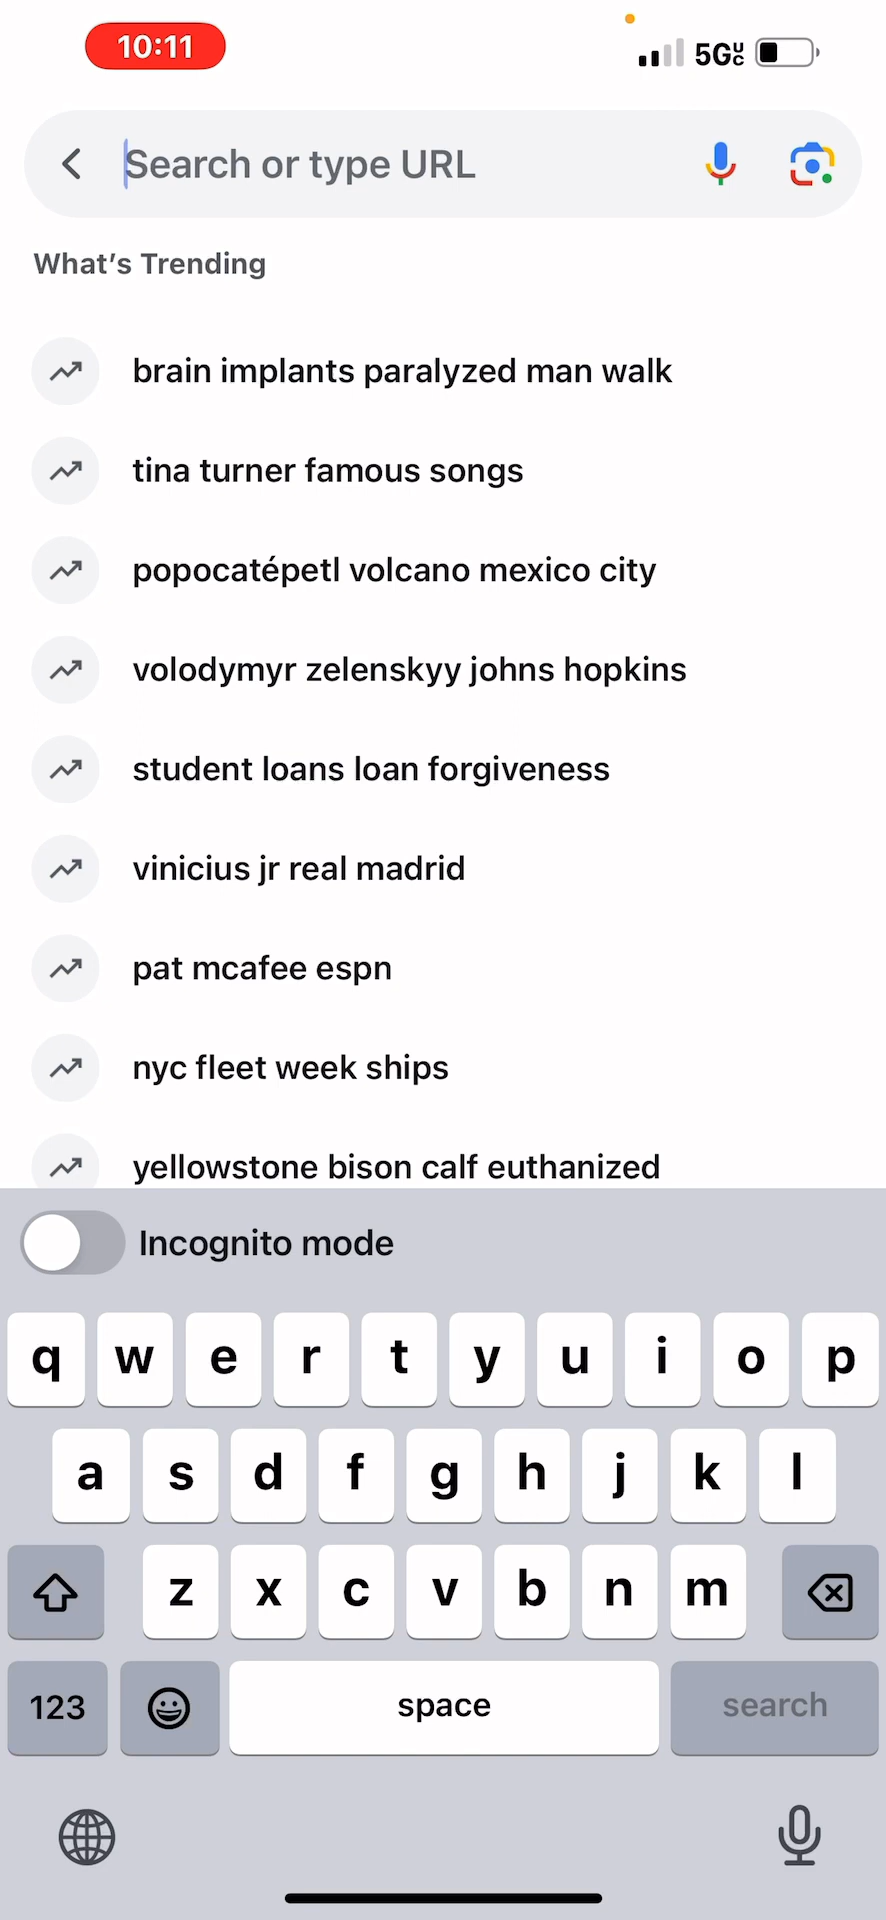 10:11
5GUC
Search or type URL
What's Trending
brain implants paralyzed man walk
tina turner famous songs
popocatépetl volcano mexico city
volodymyr zelenskyy johns hopkins
student loans loan forgiveness
vinicius jr real madrid
pat mcafee espn
nyc fleet week ships
yellowstone bison calf euthanized
Incognito mode
q w e r t y u i o p
a s d f g h j k l
z x c v b n m
123 space search